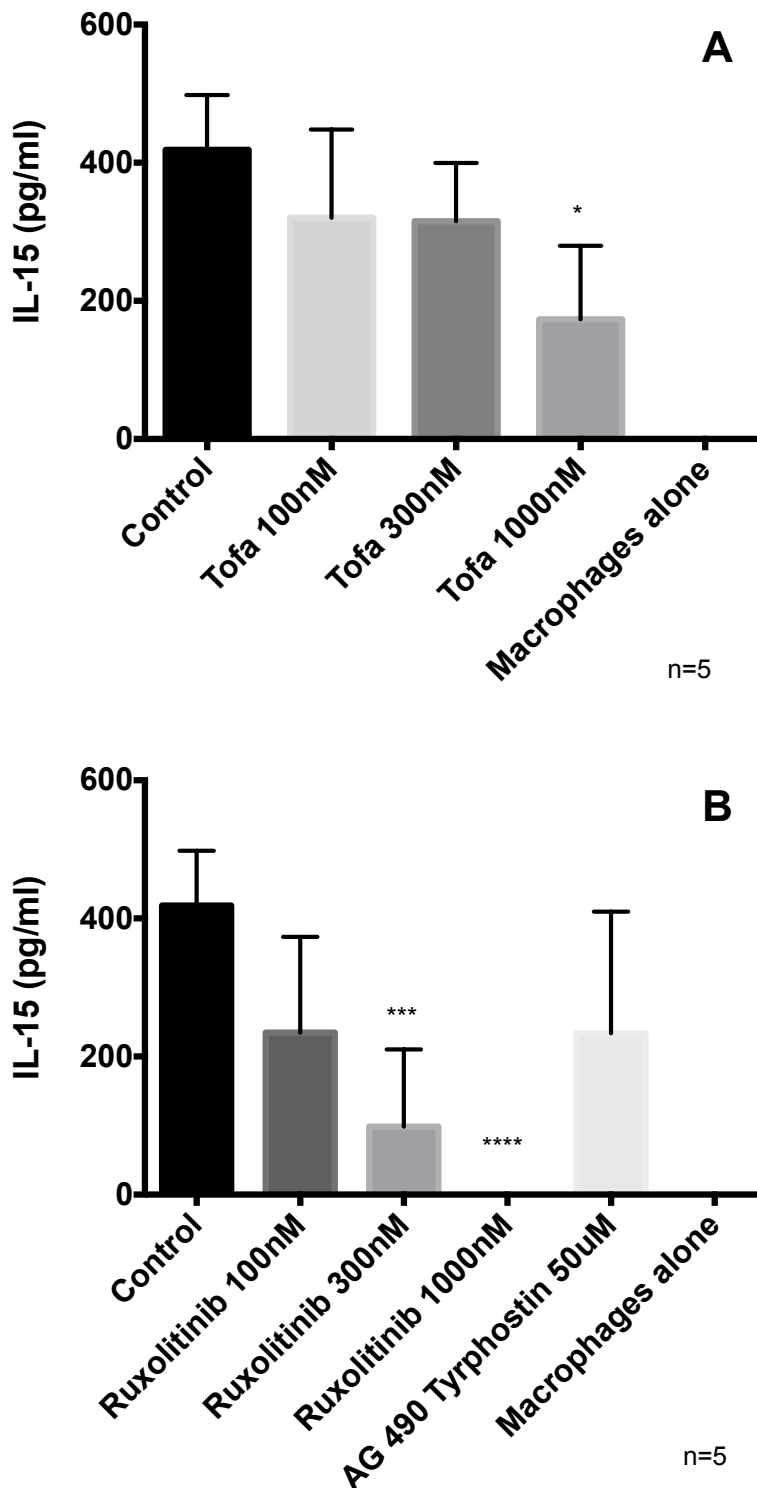 A
IL-15 (pg/ml)
600
400
200
0
*
Control
Tofa 100nM
Tofa 300nM
Tofa 1000nM
Macrophages alone
n=5
B
IL-15 (pg/ml)
600
400
200
0
***
****
Control
Ruxolitinib 100nM
Ruxolitinib 300nM
Ruxolitinib 1000nM
AG 490 Tyrphostin 50uM
Macrophages alone
n=5